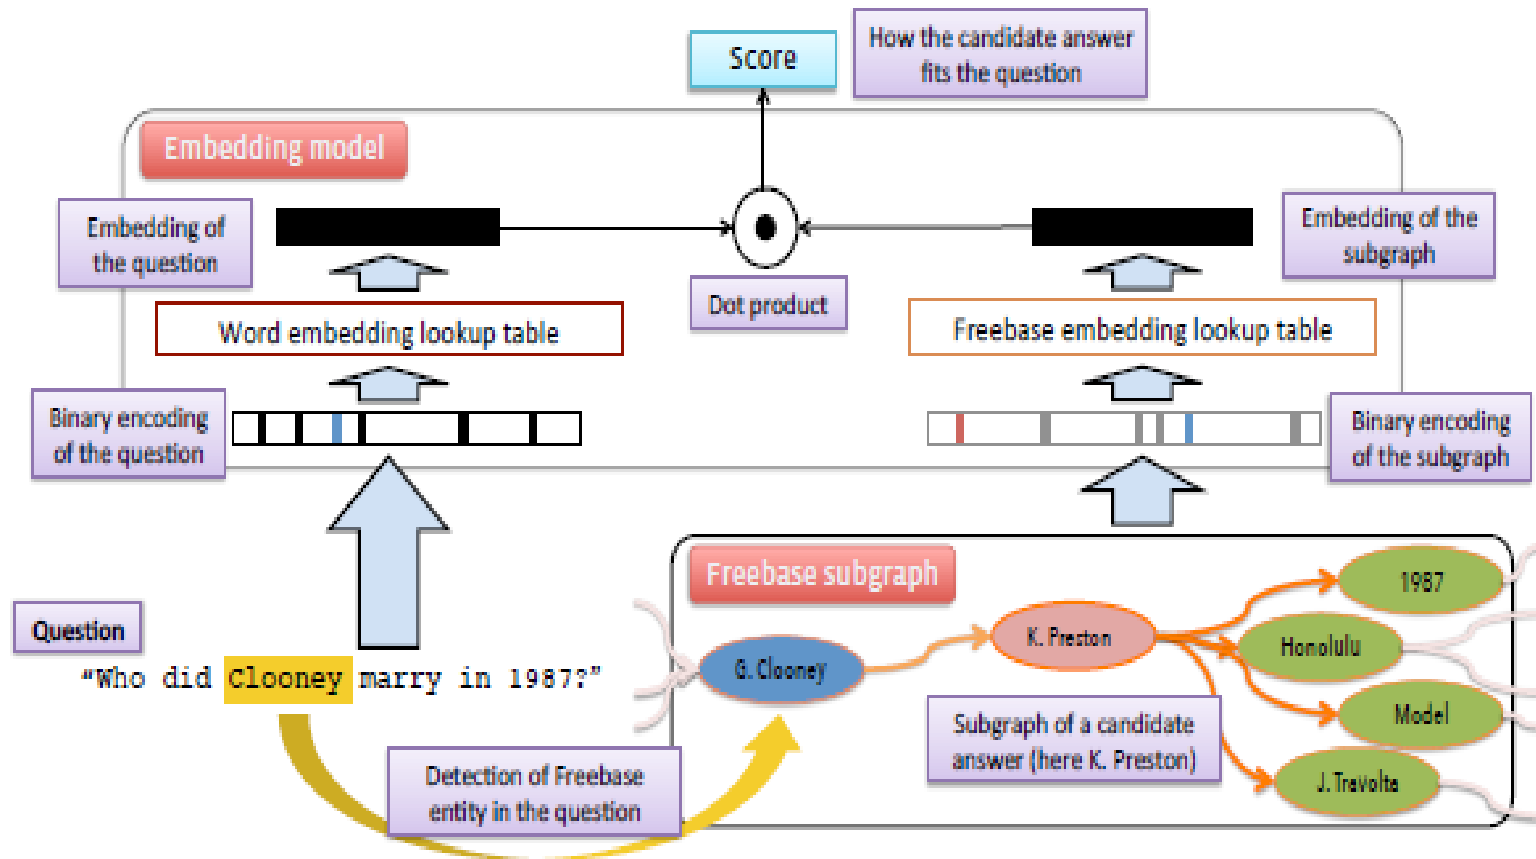 Score
How the candidate answer
fits the question
Embedding model
Embedding of
the question
Embedding of the
subgraph
Dot product
Word embedding lookup table
Freebase embedding lookup table
Binary encoding
of the question
Binary encoding
of the subgraph
Freebase subgraph
1987
Question
K. Preston
Honolulu
“Who did Clooney marry in 1987?”
G. Clooney
Model
Subgraph of a candidate
answer (here K. Preston)
Detection of Freebase
entity in the question
J. Travolta